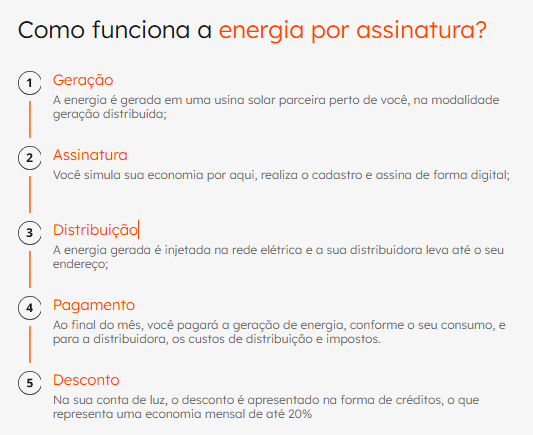 Como funciona a energia por assinatura?
1 Geração
A energia é gerada em uma usina solar parceira perto de você, na modalidade
geração distribuída;
2 Assinatura
Você simula sua economia por aqui, realiza o cadastro e assina de forma digital;
3 Distribuição
A energia gerada é injetada na rede elétrica e a sua distribuidora leva até o seu
endereço;
4 Pagamento
Ao final do mês, você pagará a geração de energia, conforme o seu consumo, e
para a distribuidora, os custos de distribuição e impostos.
5 Desconto
Na sua conta de luz, o desconto é apresentado na forma de créditos, o que
representa uma economia mensal de até 20%